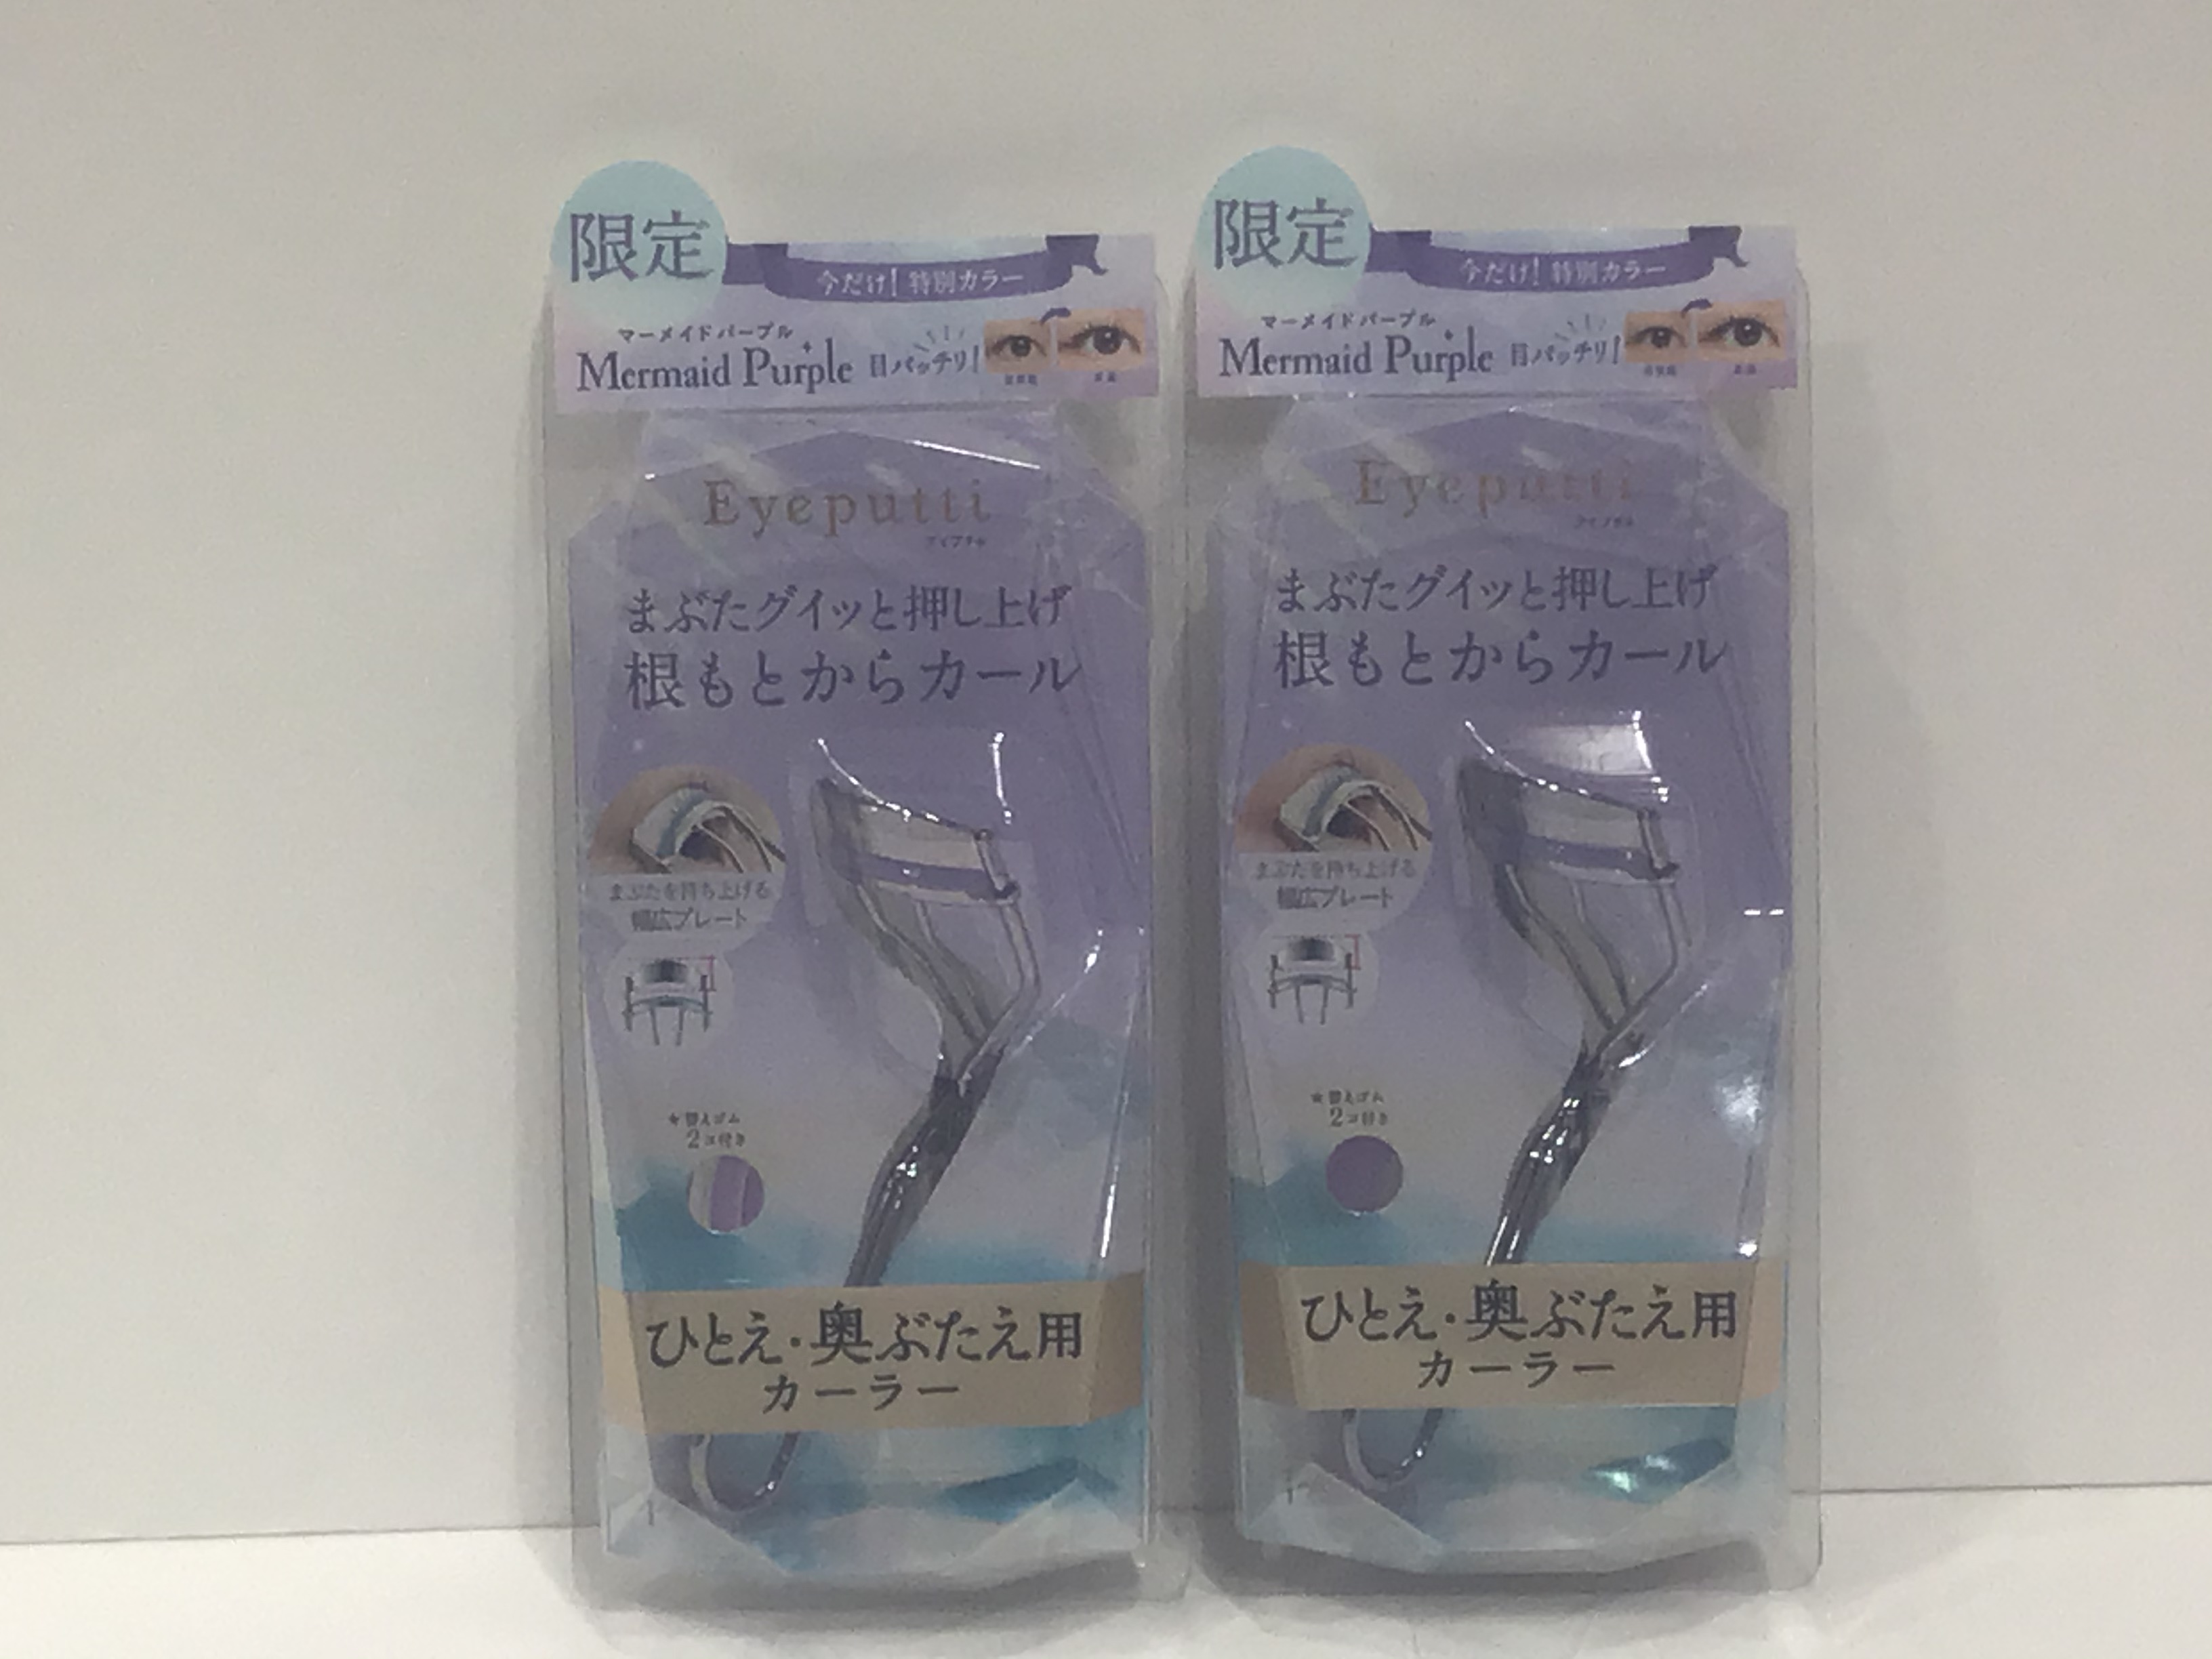 限定
今だけ! 特別カラー
マーメイドパープル
Mermaid Purple
目パッチリ!
Eyeputti
アイプチ®
まぶたグイッと押し上げ
根もとからカール
まぶたを持ち上げる
幅広プレート
★替えゴム
2コ付き
ひとえ・奥ぶたえ用
カーラー
限定
今だけ! 特別カラー
マーメイドパープル
Mermaid Purple
目パッチリ!
Eyeputti
アイプチ®
まぶたグイッと押し上げ
根もとからカール
まぶたを持ち上げる
幅広プレート
★替えゴム
2コ付き
ひとえ・奥ぶたえ用
カーラー